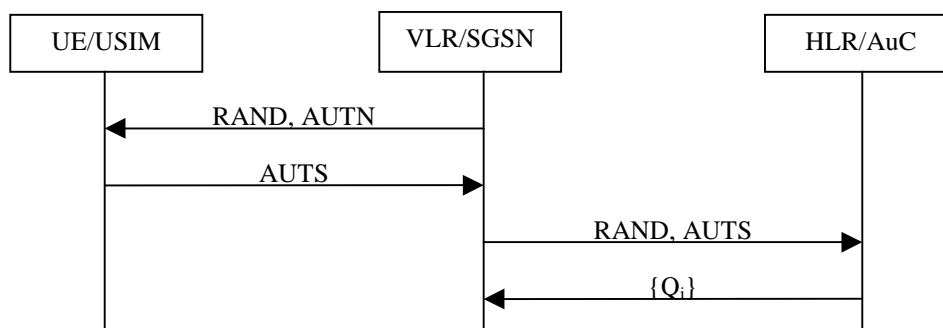 UE/USIM
VLR/SGSN
HLR/AuC
RAND, AUTN
AUTS
RAND, AUTS
{Qi}